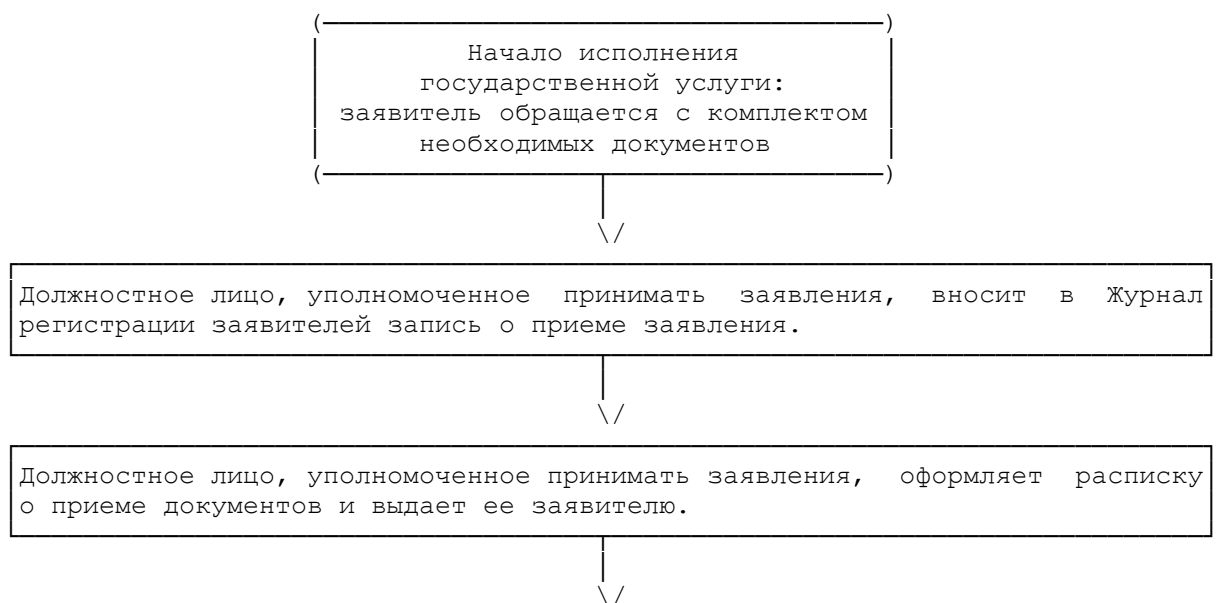 Начало исполнения
государственной услуги:
заявитель обращается с комплектом
необходимых документов
Должностное лицо, уполномоченное принимать заявления, вносит в Журнал
регистрации заявителей запись о приеме заявления.
Должностное лицо, уполномоченное принимать заявления, оформляет расписку
о приеме документов и выдает ее заявителю.